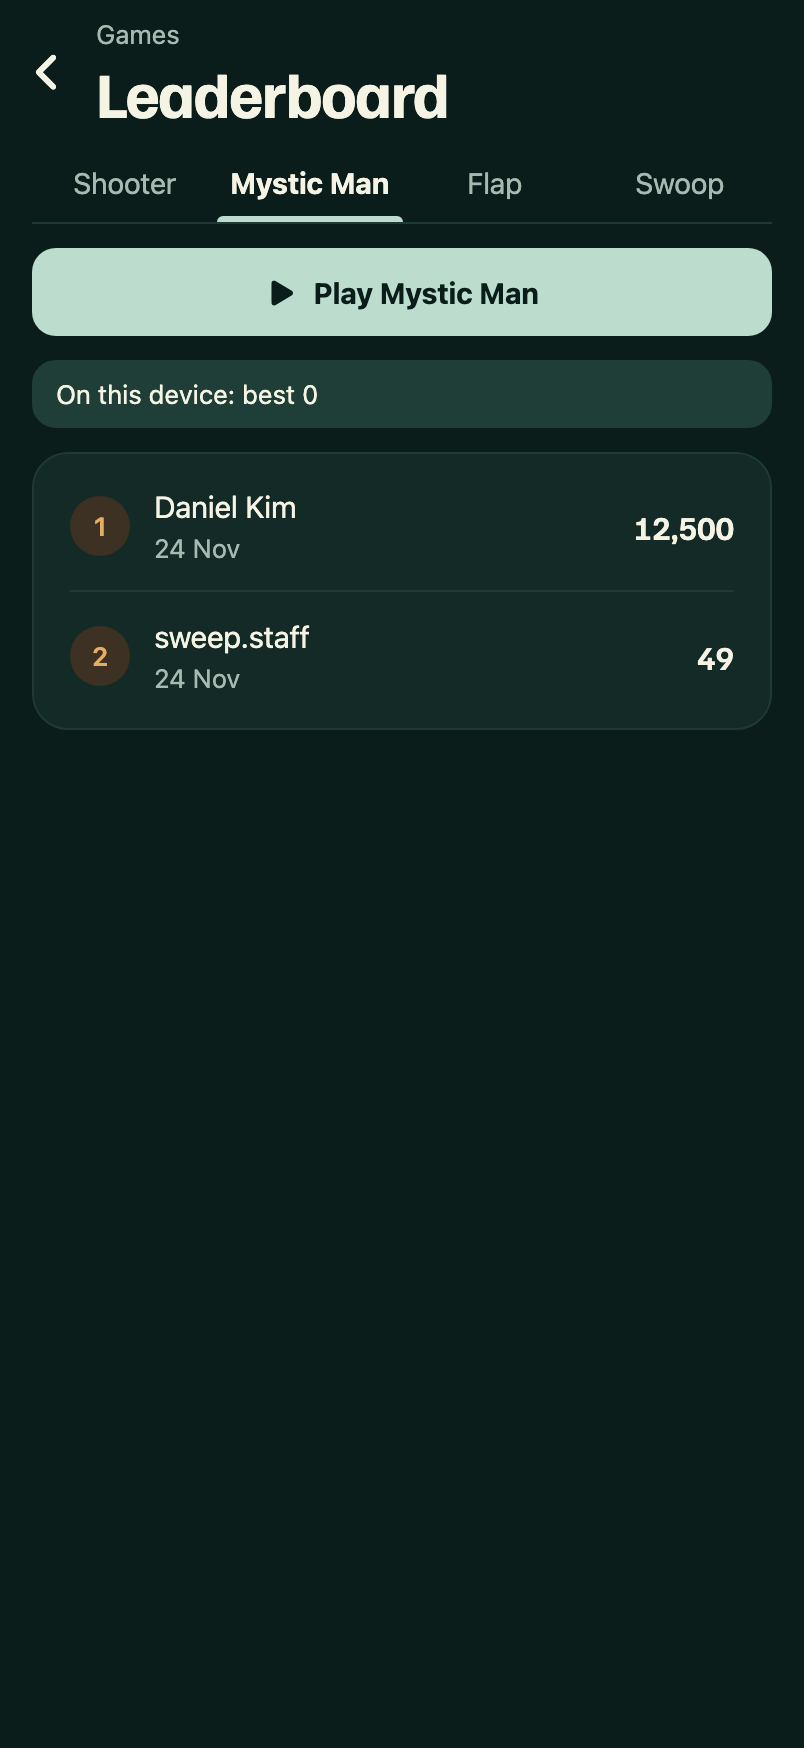 Games
Leaderboard
Shooter Mystic Man Flap Swoop
Play Mystic Man
On this device: best 0
1 Daniel Kim 12,500
24 Nov
2 sweep.staff 49
24 Nov